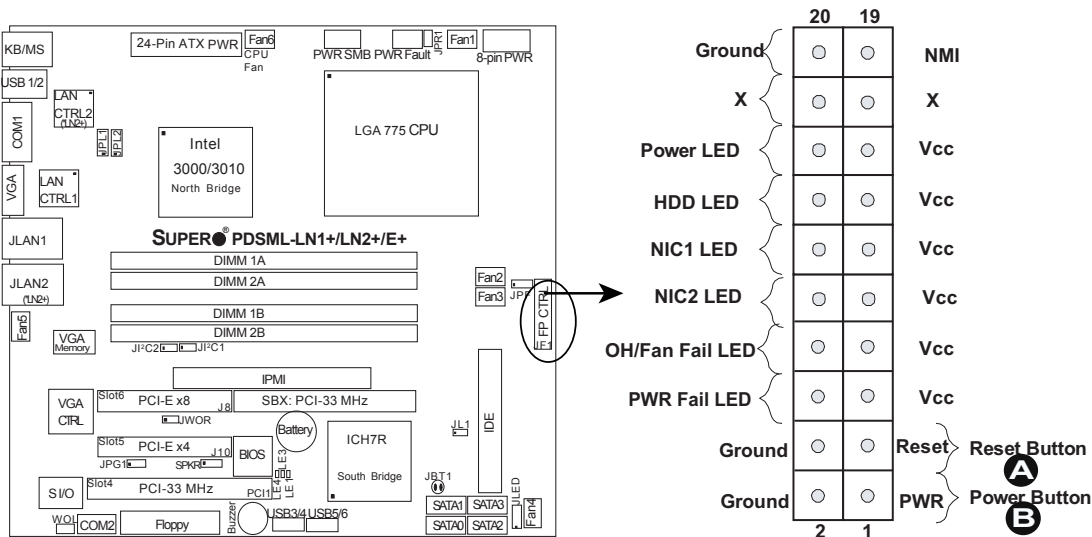 KB/MS
24-Pin ATX PWR
Fan6
CPU
Fan
PWR SMB
PWR Fault
JPR1
Fan1
8-pin PWR
USB 1/2
LAN
CTRL2
(*LN2+)
COM1
JPL1
JPL2
Intel
3000/3010
North Bridge
LGA 775 CPU
VGA
LAN
CTRL1
JLAN1
SUPER® PDSML-LN1+/LN2+/E+
DIMM 1A
DIMM 2A
JLAN2
(*LN2+)
Fan2
Fan3
JPF
FP CTRL
JF1
DIMM 1B
DIMM 2B
Fan5
VGA
Memory
JI²C2
JI²C1
IPMI
Slot6
PCI-E x8
J8
SBX: PCI-33 MHz
VGA
CTRL
JWOR
Battery
IDE
Slot5
PCI-E x4
J10
BIOS
ICH7R
South Bridge
JL1
JPG1
SPKR
LE3
LE4
LE1
JBT1
S I/O
Slot4
PCI-33 MHz
PCI1
SATA1
SATA3
ULED
Fan4
WOL
COM2
Floppy
Buzzer
USB3/4
USB5/6
SATA0
SATA2
20 19
Ground NMI
X X
Power LED Vcc
HDD LED Vcc
NIC1 LED Vcc
NIC2 LED Vcc
OH/Fan Fail LED Vcc
PWR Fail LED Vcc
Ground Reset Reset Button
A
Ground PWR Power Button
B
2 1